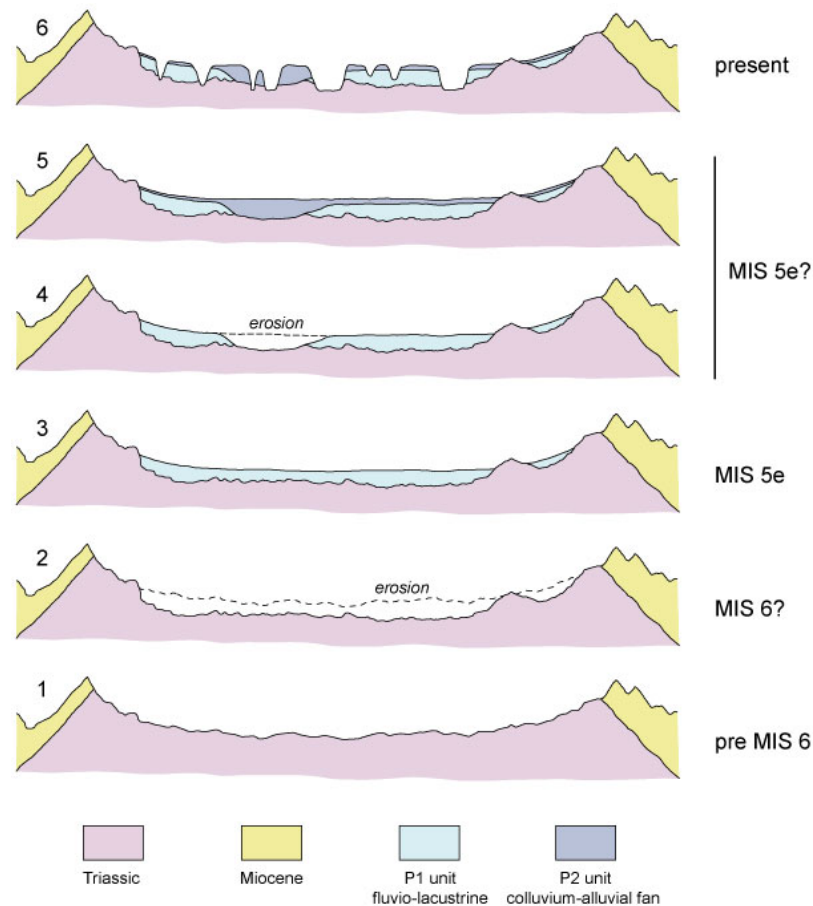 6
present
5
MIS 5e?
4
erosion
3
MIS 5e
2
erosion
MIS 6?
1
pre MIS 6
Triassic
Miocene
P1 unit
fluvio-lacustrine
P2 unit
colluvium-alluvial fan